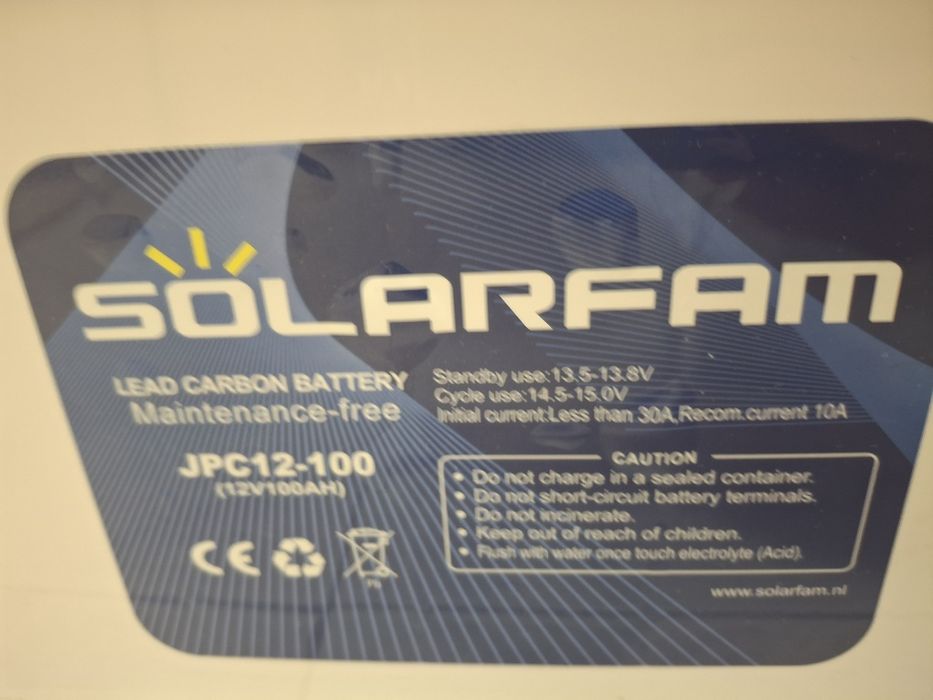 SOLARFAM
LEAD CARBON BATTERY
Maintenance-free
JPC12-100
(12V100AH)
Standby use:13.5-13.8V
Cycle use:14.5-15.0V
Initial current:Less than 30A,Recom.current 10A
CAUTION
• Do not charge in a sealed container.
• Do not short-circuit battery terminals.
• Do not incinerate.
• Keep out of reach of children.
• Flush with water once touch electrolyte (Acid).
CE
Pb
www.solarfam.nl